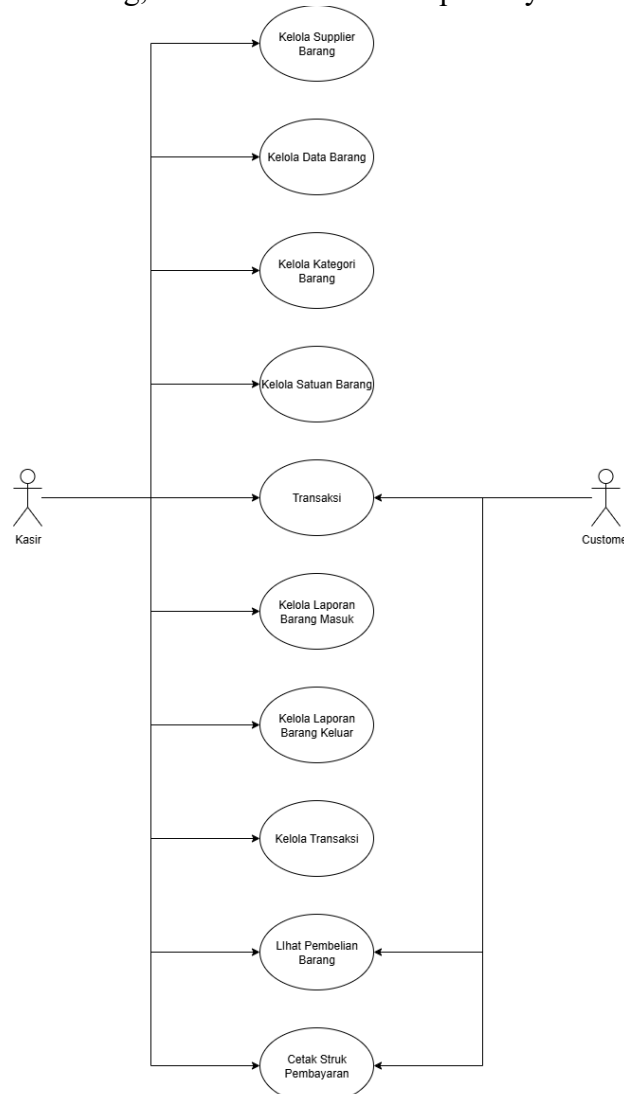 Kelola Supplier
Barang
Kelola Data Barang
Kelola Kategori
Barang
Kelola Satuan Barang
Transaksi
Kasir
Custome
Kelola Laporan
Barang Masuk
Kelola Laporan
Barang Keluar
Kelola Transaksi
LIhat Pembelian
Barang
Cetak Struk
Pembayaran